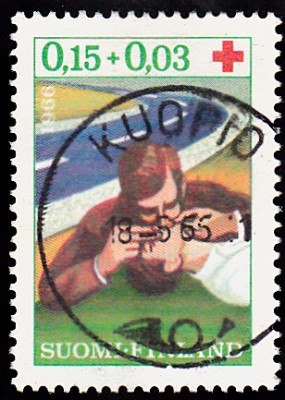 0,15+0,03
1966
KUOPIO
SUOMI-FINLAND